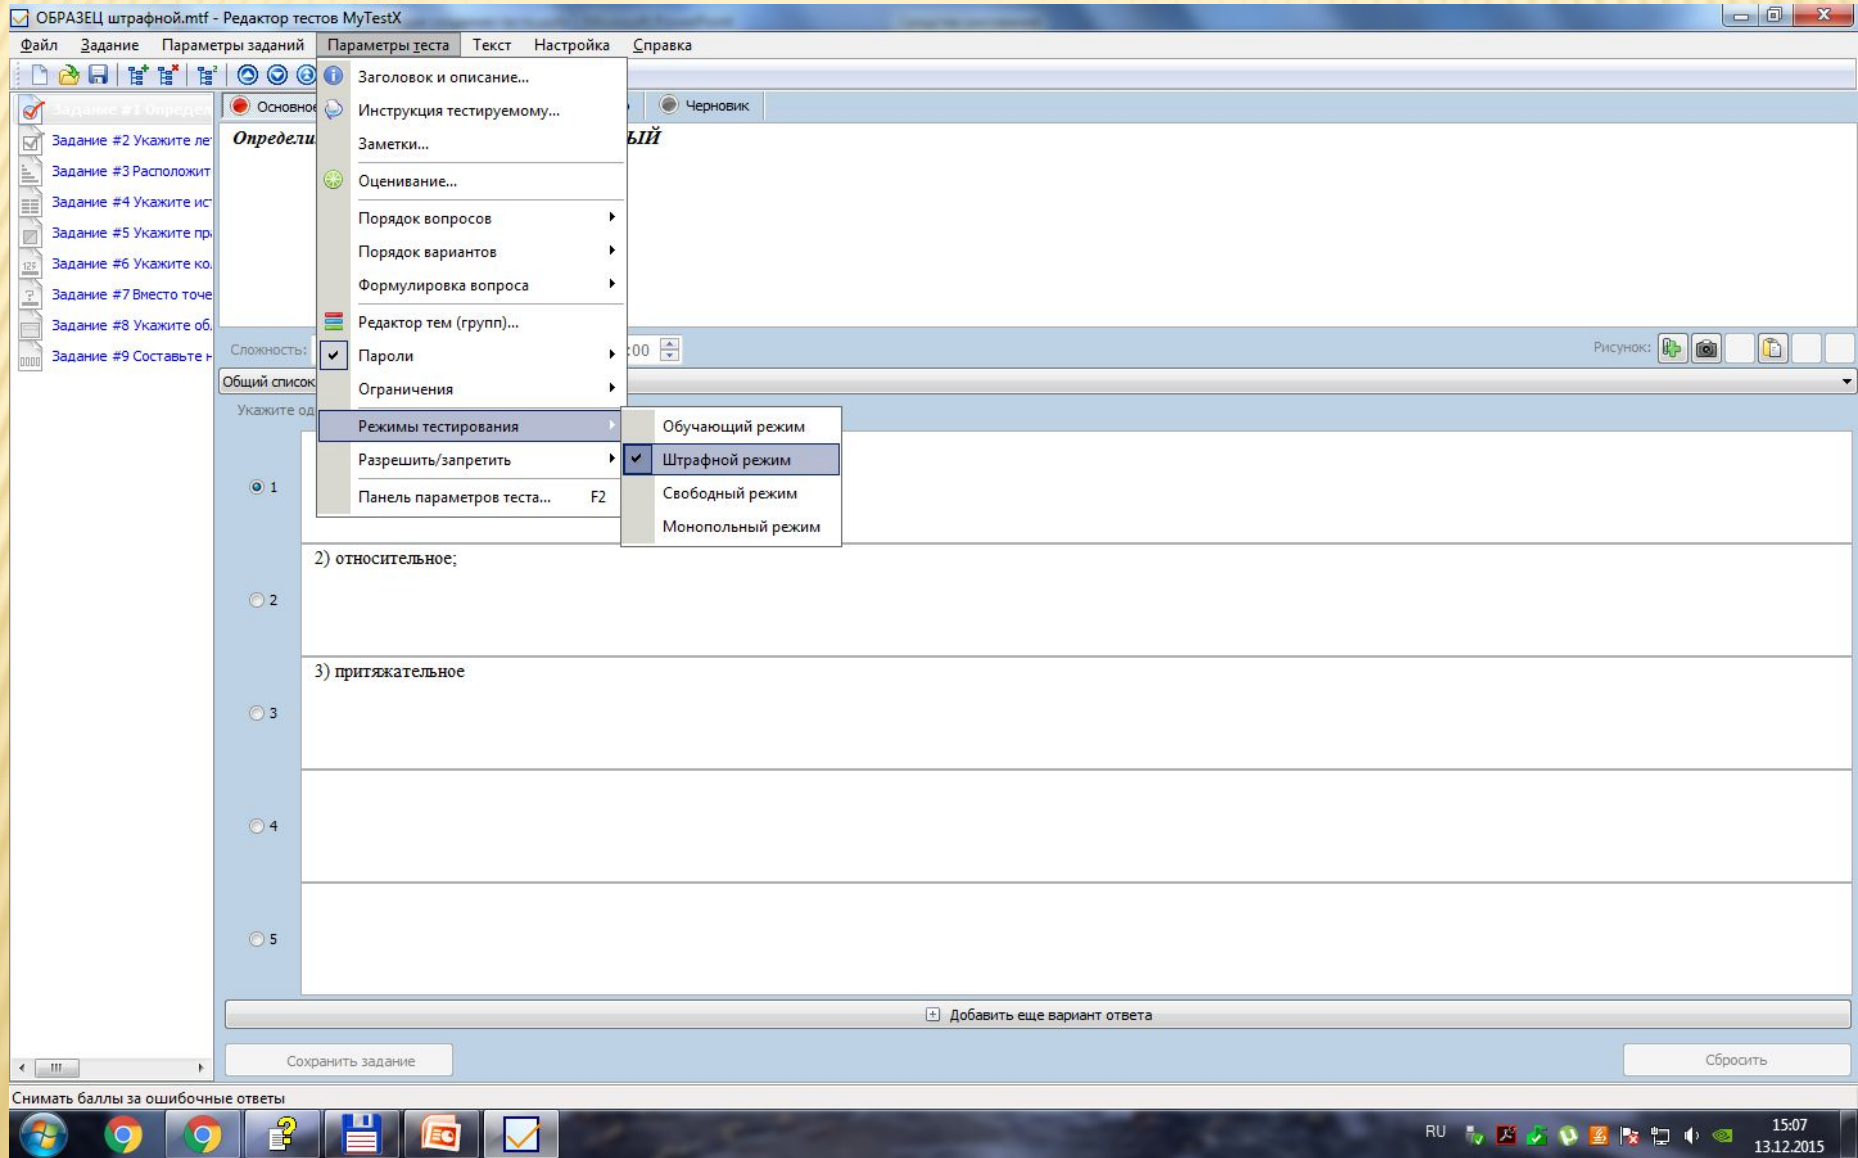 ОБРАЗЕЦ штрафной.mtf - Редактор тестов MyTestX
Файл Задание Параметры заданий Параметры теста Текст Настройка Справка
Заголовок и описание...
Инструкция тестируемому...
Заметки...
Оценивание...
Порядок вопросов
Порядок вариантов
Формулировка вопроса
Редактор тем (групп)...
Пароли
Ограничения
Режимы тестирования
Разрешить/запретить
Панель параметров теста... F2
Обучающий режим
Штрафной режим
Свободный режим
Монопольный режим
Задание #1 Определ
Задание #2 Укажите ле
Задание #3 Расположит
Задание #4 Укажите ис
Задание #5 Укажите пр
Задание #6 Укажите ко
Задание #7 Вместо точе
Задание #8 Укажите об
Задание #9 Составьте н
Основно
Черновик
Определи
ЫЙ
Сложность:
:00
Рисунок:
Общий список
Укажите од
1
2) относительное;
2
3) притяжательное
3
4
5
Добавить еще вариант ответа
Сохранить задание
Сбросить
Снимать баллы за ошибочные ответы
RU
15:07
13.12.2015